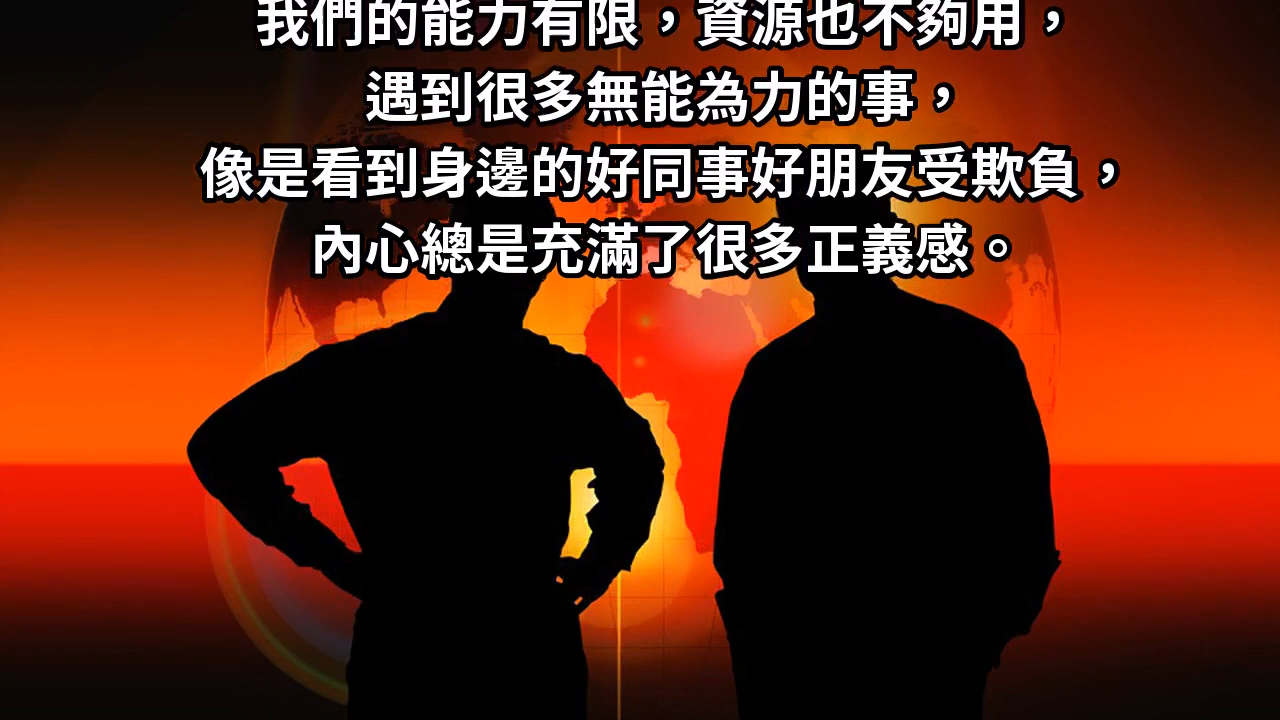 我們的能力有限，資源也不夠用，
遇到很多無能為力的事，
像是看到身邊的好同事好朋友受欺負，
內心總是充滿了很多正義感。